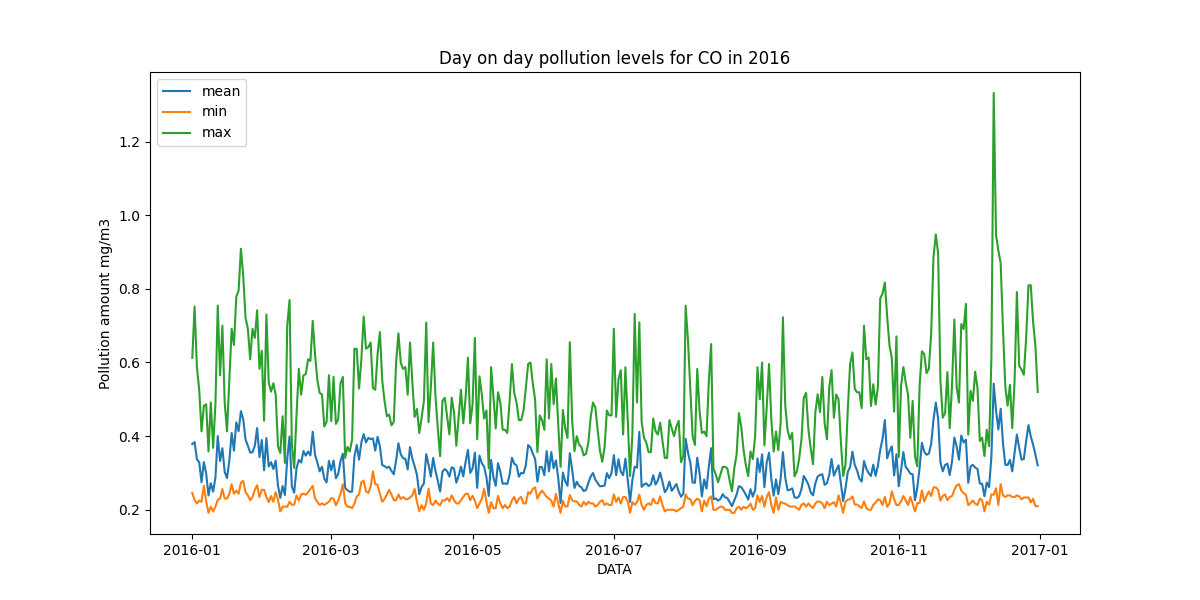 Day on day pollution levels for CO in 2016
mean
min
max
Pollution amount mg/m3
1.2
1.0
0.8
0.6
0.4
0.2
2016-01 2016-03 2016-05 2016-07 2016-09 2016-11 2017-01
DATA